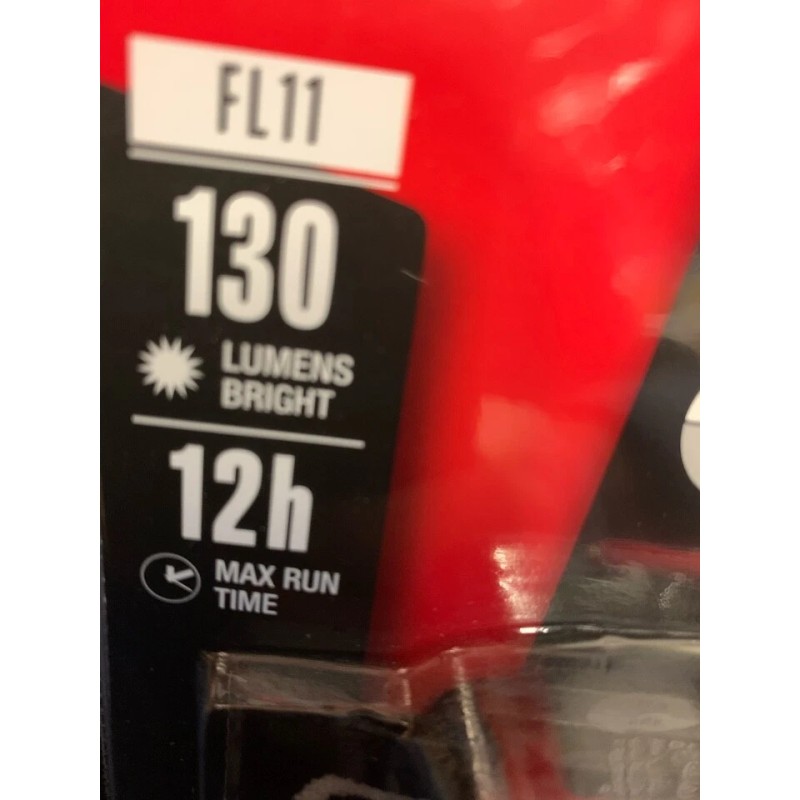 FL11
130
LUMENS
BRIGHT
12h
MAX RUN
TIME